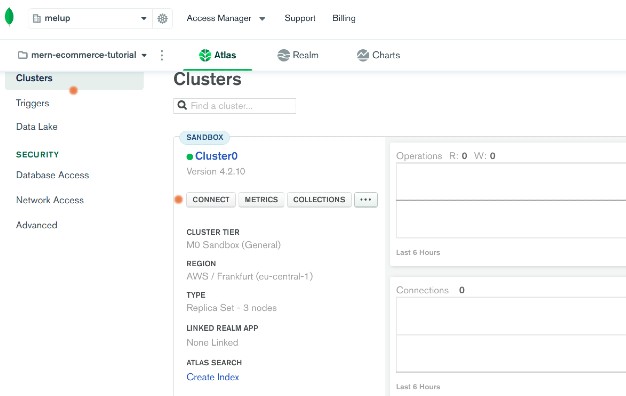 melup
Access Manager
Support
Billing
mern-ecommerce-tutorial
Atlas
Realm
Charts
Clusters
Triggers
Data Lake
SECURITY
Database Access
Network Access
Advanced
Clusters
Find a cluster...
SANDBOX
Cluster0
Version 4.2.10
CONNECT METRICS COLLECTIONS ...
CLUSTER TIER
M0 Sandbox (General)
REGION
AWS / Frankfurt (eu-central-1)
TYPE
Replica Set - 3 nodes
LINKED REALM APP
None Linked
ATLAS SEARCH
Create Index
Operations R: 0 W: 0
Last 6 Hours
Connections 0
Last 6 Hours